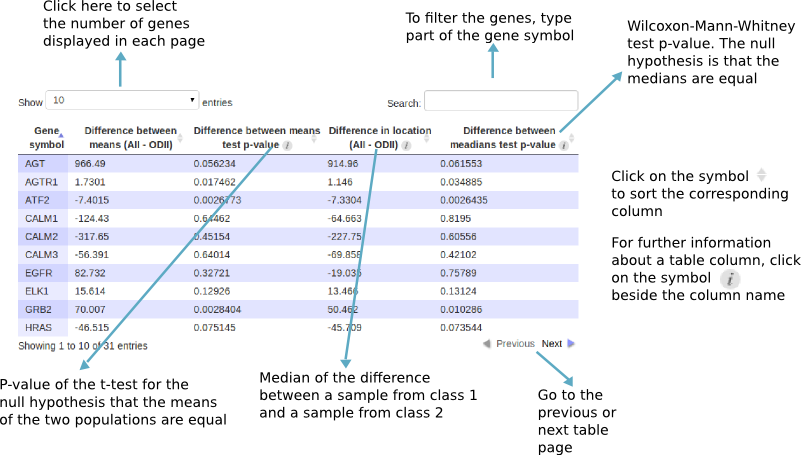 Click here to select
the number of genes
displayed in each page
To filter the genes, type
part of the gene symbol
Wilcoxon-Mann-Whitney
test p-value. The null
hypothesis is that the
medians are equal
Show 10 entries
Search:
Gene symbol Difference between means (AII - ODII) Difference between means test p-value i Difference in location (AII - ODII) i Difference between meadians test p-value i
AGT 966.49 0.056234 914.96 0.061553
AGTR1 1.7301 0.017462 1.146 0.034885
ATF2 -7.4015 0.0026773 -7.3304 0.0026435
CALM1 -124.43 0.64462 -64.663 0.8195
CALM2 -317.65 0.45154 -227.75 0.60556
CALM3 -56.391 0.64014 -69.858 0.42102
EGFR 82.732 0.32721 -19.035 0.75789
ELK1 15.614 0.12926 13.466 0.13124
GRB2 70.007 0.0028404 50.462 0.010286
HRAS -46.515 0.075145 -45.709 0.073544
Showing 1 to 10 of 31 entries
Previous Next
Click on the symbol
to sort the corresponding
column
For further information
about a table column, click
on the symbol i
beside the column name
P-value of the t-test for the
null hypothesis that the means
of the two populations are equal
Median of the difference
between a sample from class 1
and a sample from class 2
Go to the
previous or
next table
page